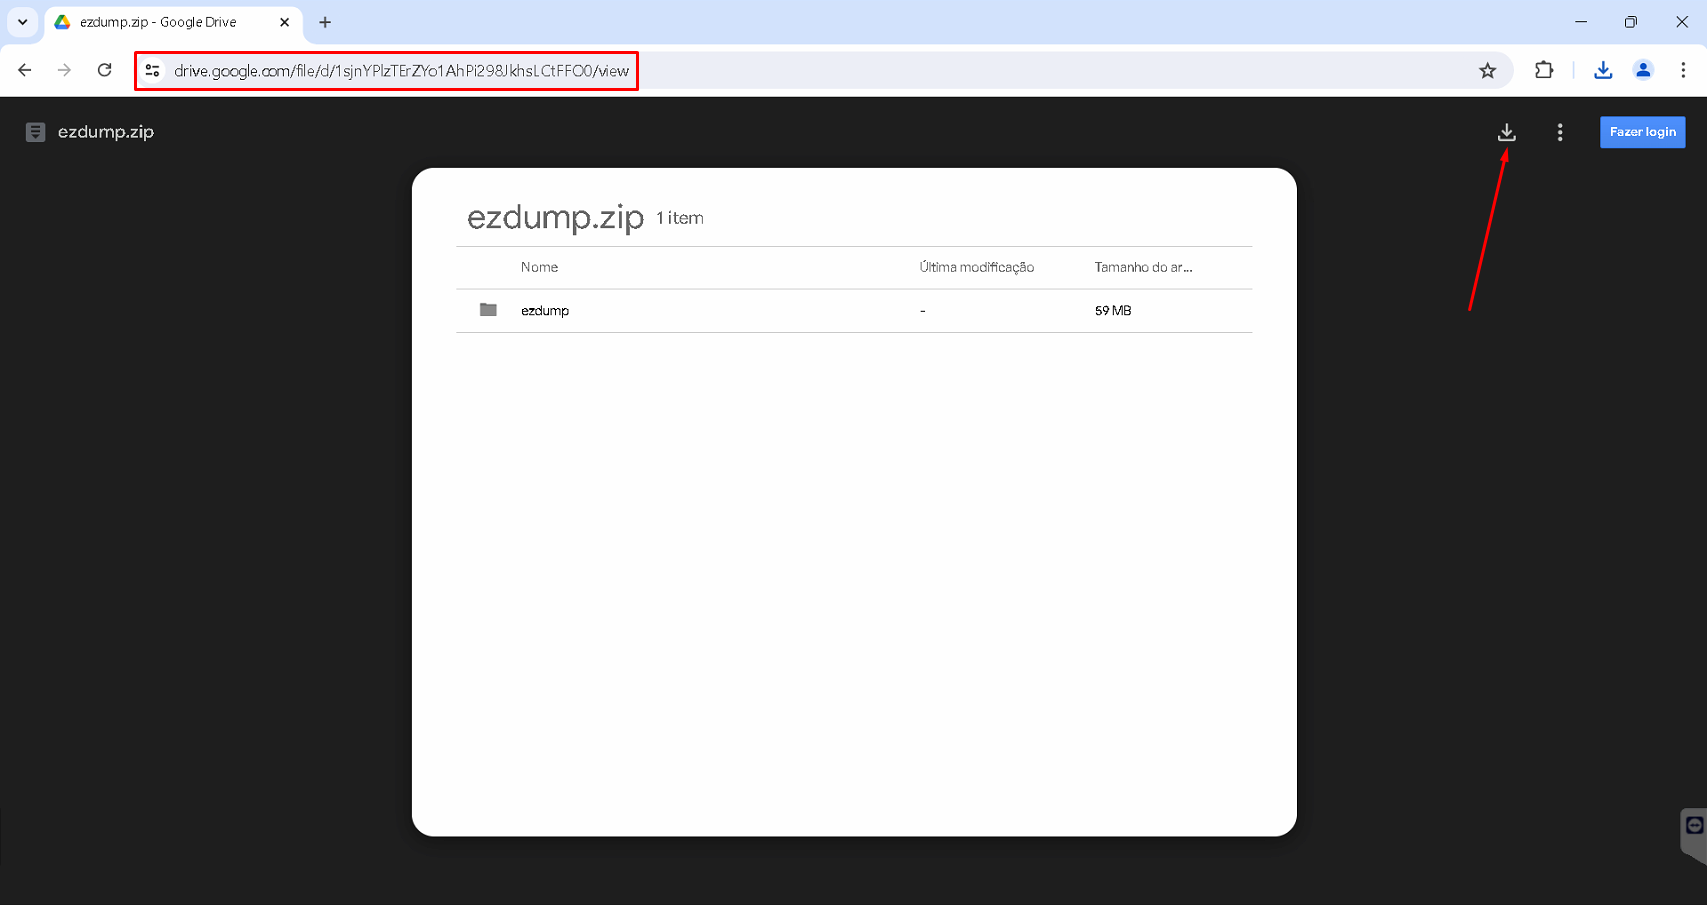 ezdump.zip - Google Drive
drive.google.com/file/d/1sjnYPlzTErZYo1AhPi298JkhsLCtFFO0/view
ezdump.zip
Fazer login
ezdump.zip 1 item
Nome Última modificação Tamanho do ar...
ezdump - 59 MB